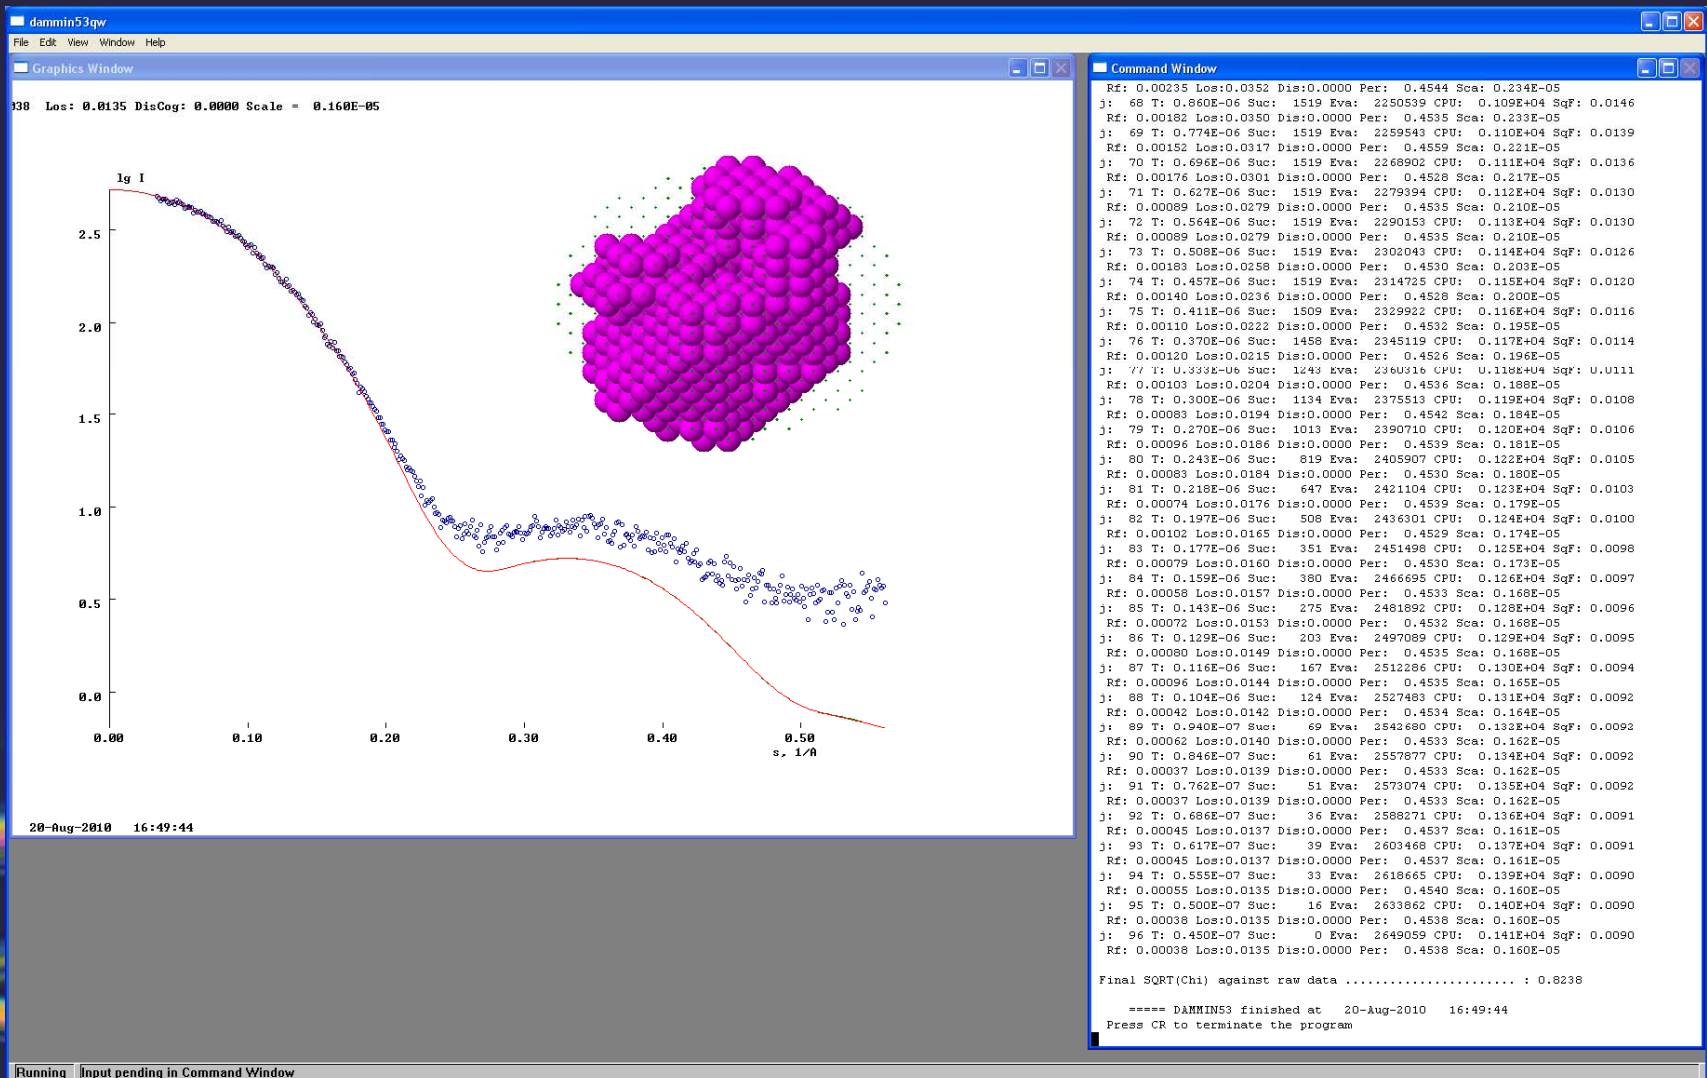 dammin53qw
File Edit View Window Help
Graphics Window
38 Los: 0.0135 DisCog: 0.0000 Scale = 0.160E-05
lg I
2.5
2.0
1.5
1.0
0.5
0.0
0.00 0.10 0.20 0.30 0.40 0.50
s, 1/A
20-Aug-2010 16:49:44
Command Window
Rf: 0.00235 Los:0.0352 Dis:0.0000 Per: 0.4544 Sca: 0.234E-05
j: 68 T: 0.860E-06 Suc: 1519 Eva: 2250539 CPU: 0.109E+04 SqF: 0.0146
Rf: 0.00182 Los:0.0350 Dis:0.0000 Per: 0.4535 Sca: 0.233E-05
j: 69 T: 0.774E-06 Suc: 1519 Eva: 2259543 CPU: 0.110E+04 SqF: 0.0139
Rf: 0.00152 Los:0.0317 Dis:0.0000 Per: 0.4559 Sca: 0.221E-05
j: 70 T: 0.696E-06 Suc: 1519 Eva: 2268902 CPU: 0.111E+04 SqF: 0.0136
Rf: 0.00176 Los:0.0301 Dis:0.0000 Per: 0.4528 Sca: 0.217E-05
j: 71 T: 0.627E-06 Suc: 1519 Eva: 2279394 CPU: 0.112E+04 SqF: 0.0130
Rf: 0.00089 Los:0.0279 Dis:0.0000 Per: 0.4535 Sca: 0.210E-05
j: 72 T: 0.564E-06 Suc: 1519 Eva: 2290153 CPU: 0.113E+04 SqF: 0.0130
Rf: 0.00089 Los:0.0279 Dis:0.0000 Per: 0.4535 Sca: 0.210E-05
j: 73 T: 0.508E-06 Suc: 1519 Eva: 2302043 CPU: 0.114E+04 SqF: 0.0126
Rf: 0.00183 Los:0.0258 Dis:0.0000 Per: 0.4530 Sca: 0.203E-05
j: 74 T: 0.457E-06 Suc: 1519 Eva: 2314725 CPU: 0.115E+04 SqF: 0.0120
Rf: 0.00140 Los:0.0236 Dis:0.0000 Per: 0.4528 Sca: 0.200E-05
j: 75 T: 0.411E-06 Suc: 1509 Eva: 2329922 CPU: 0.116E+04 SqF: 0.0116
Rf: 0.00110 Los:0.0222 Dis:0.0000 Per: 0.4532 Sca: 0.195E-05
j: 76 T: 0.370E-06 Suc: 1458 Eva: 2345119 CPU: 0.117E+04 SqF: 0.0114
Rf: 0.00120 Los:0.0215 Dis:0.0000 Per: 0.4526 Sca: 0.196E-05
j: 77 T: 0.333E-06 Suc: 1243 Eva: 2360316 CPU: 0.118E+04 SqF: 0.0111
Rf: 0.00103 Los:0.0204 Dis:0.0000 Per: 0.4536 Sca: 0.188E-05
j: 78 T: 0.300E-06 Suc: 1134 Eva: 2375513 CPU: 0.119E+04 SqF: 0.0108
Rf: 0.00083 Los:0.0194 Dis:0.0000 Per: 0.4542 Sca: 0.184E-05
j: 79 T: 0.270E-06 Suc: 1013 Eva: 2390710 CPU: 0.120E+04 SqF: 0.0106
Rf: 0.00096 Los:0.0186 Dis:0.0000 Per: 0.4539 Sca: 0.181E-05
j: 80 T: 0.243E-06 Suc: 819 Eva: 2405907 CPU: 0.122E+04 SqF: 0.0105
Rf: 0.00083 Los:0.0184 Dis:0.0000 Per: 0.4530 Sca: 0.180E-05
j: 81 T: 0.218E-06 Suc: 647 Eva: 2421104 CPU: 0.123E+04 SqF: 0.0103
Rf: 0.00074 Los:0.0176 Dis:0.0000 Per: 0.4539 Sca: 0.179E-05
j: 82 T: 0.197E-06 Suc: 508 Eva: 2436301 CPU: 0.124E+04 SqF: 0.0100
Rf: 0.00102 Los:0.0165 Dis:0.0000 Per: 0.4529 Sca: 0.174E-05
j: 83 T: 0.177E-06 Suc: 351 Eva: 2451498 CPU: 0.125E+04 SqF: 0.0098
Rf: 0.00079 Los:0.0160 Dis:0.0000 Per: 0.4530 Sca: 0.173E-05
j: 84 T: 0.159E-06 Suc: 380 Eva: 2466695 CPU: 0.126E+04 SqF: 0.0097
Rf: 0.00058 Los:0.0157 Dis:0.0000 Per: 0.4533 Sca: 0.168E-05
j: 85 T: 0.143E-06 Suc: 275 Eva: 2481892 CPU: 0.128E+04 SqF: 0.0096
Rf: 0.00072 Los:0.0153 Dis:0.0000 Per: 0.4532 Sca: 0.168E-05
j: 86 T: 0.129E-06 Suc: 203 Eva: 2497089 CPU: 0.129E+04 SqF: 0.0095
Rf: 0.00080 Los:0.0149 Dis:0.0000 Per: 0.4535 Sca: 0.168E-05
j: 87 T: 0.116E-06 Suc: 167 Eva: 2512286 CPU: 0.130E+04 SqF: 0.0094
Rf: 0.00096 Los:0.0144 Dis:0.0000 Per: 0.4535 Sca: 0.165E-05
j: 88 T: 0.104E-06 Suc: 124 Eva: 2527483 CPU: 0.131E+04 SqF: 0.0092
Rf: 0.00042 Los:0.0142 Dis:0.0000 Per: 0.4534 Sca: 0.164E-05
j: 89 T: 0.940E-07 Suc: 69 Eva: 2542680 CPU: 0.132E+04 SqF: 0.0092
Rf: 0.00062 Los:0.0140 Dis:0.0000 Per: 0.4533 Sca: 0.162E-05
j: 90 T: 0.846E-07 Suc: 61 Eva: 2557877 CPU: 0.134E+04 SqF: 0.0092
Rf: 0.00037 Los:0.0139 Dis:0.0000 Per: 0.4533 Sca: 0.162E-05
j: 91 T: 0.762E-07 Suc: 51 Eva: 2573074 CPU: 0.135E+04 SqF: 0.0092
Rf: 0.00037 Los:0.0139 Dis:0.0000 Per: 0.4533 Sca: 0.162E-05
j: 92 T: 0.686E-07 Suc: 36 Eva: 2588271 CPU: 0.136E+04 SqF: 0.0091
Rf: 0.00045 Los:0.0137 Dis:0.0000 Per: 0.4537 Sca: 0.161E-05
j: 93 T: 0.617E-07 Suc: 39 Eva: 2603468 CPU: 0.137E+04 SqF: 0.0091
Rf: 0.00045 Los:0.0137 Dis:0.0000 Per: 0.4537 Sca: 0.161E-05
j: 94 T: 0.555E-07 Suc: 33 Eva: 2618665 CPU: 0.139E+04 SqF: 0.0090
Rf: 0.00055 Los:0.0135 Dis:0.0000 Per: 0.4540 Sca: 0.160E-05
j: 95 T: 0.500E-07 Suc: 16 Eva: 2633862 CPU: 0.140E+04 SqF: 0.0090
Rf: 0.00038 Los:0.0135 Dis:0.0000 Per: 0.4538 Sca: 0.160E-05
j: 96 T: 0.450E-07 Suc: 0 Eva: 2649059 CPU: 0.141E+04 SqF: 0.0090
Rf: 0.00038 Los:0.0135 Dis:0.0000 Per: 0.4538 Sca: 0.160E-05
Final SQRT(Chi) against raw data ...................... : 0.8238
===== DAMMIN53 finished at 20-Aug-2010 16:49:44
Press CR to terminate the program
Running Input pending in Command Window